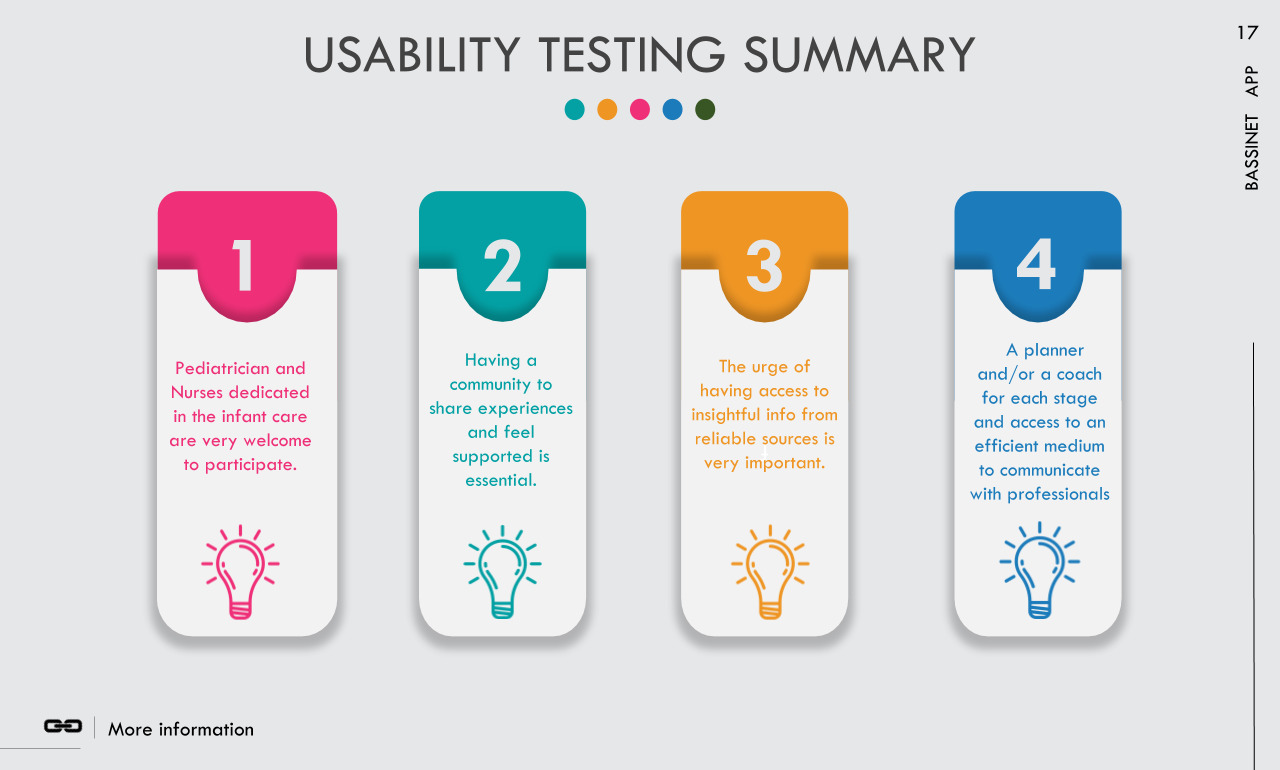 USABILITY TESTING SUMMARY
17
BASSINET APP
1
Pediatrician and
Nurses dedicated
in the infant care
are very welcome
to participate.
2
Having a
community to
share experiences
and feel
supported is
essential.
3
The urge of
having access to
insightful info from
reliable sources is
very important.
4
A planner
and/or a coach
for each stage
and access to an
efficient medium
to communicate
with professionals
More information